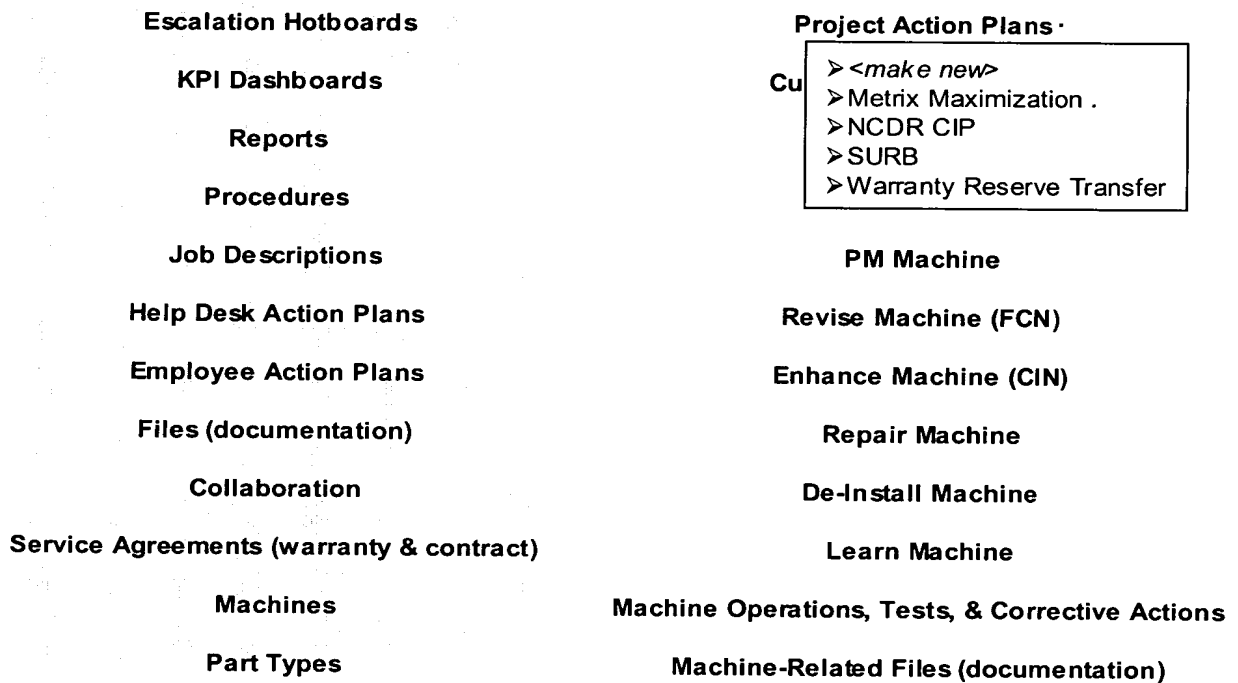 Escalation Hotboards
KPI Dashboards
Reports
Procedures
Job Descriptions
Help Desk Action Plans
Employee Action Plans
Files (documentation)
Collaboration
Service Agreements (warranty & contract)
Machines
Part Types
Project Action Plans
Cu
➢<make new>
➢Metrix Maximization .
➢NCDR CIP
➢SURB
➢Warranty Reserve Transfer
PM Machine
Revise Machine (FCN)
Enhance Machine (CIN)
Repair Machine
De-Install Machine
Learn Machine
Machine Operations, Tests, & Corrective Actions
Machine-Related Files (documentation)